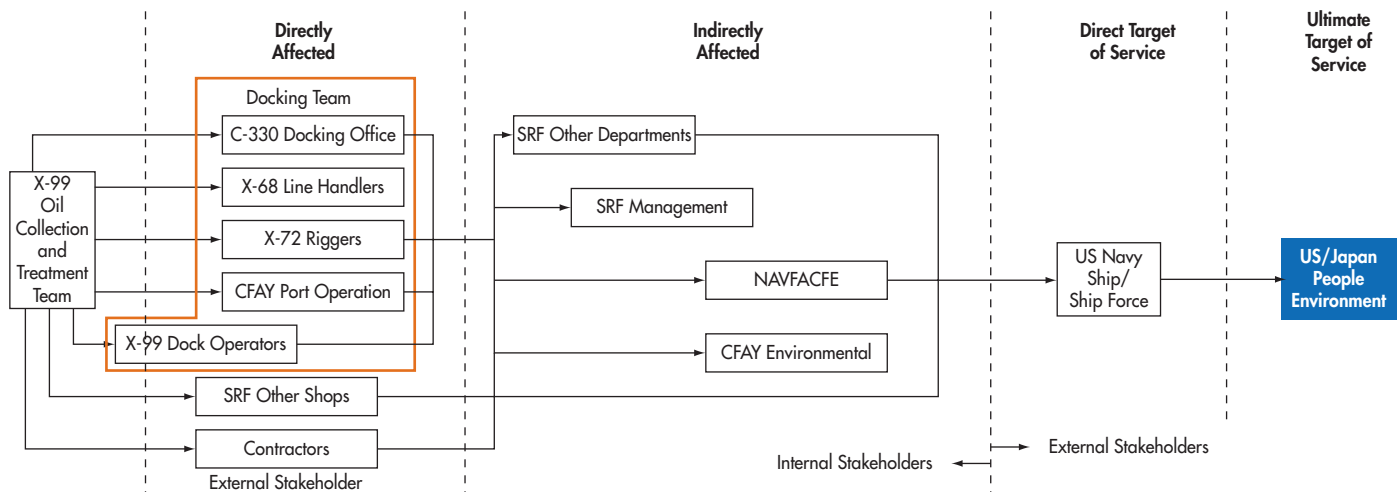 Directly
Affected
Indirectly
Affected
Direct Target
of Service
Ultimate
Target of
Service
Docking Team
C-330 Docking Office
X-68 Line Handlers
X-72 Riggers
CFAY Port Operation
X-99 Dock Operators
X-99
Oil
Collection
and
Treatment
Team
SRF Other Shops
Contractors
External Stakeholder
SRF Other Departments
SRF Management
NAVFACFE
CFAY Environmental
US Navy
Ship/
Ship Force
US/Japan
People
Environment
Internal Stakeholders
External Stakeholders